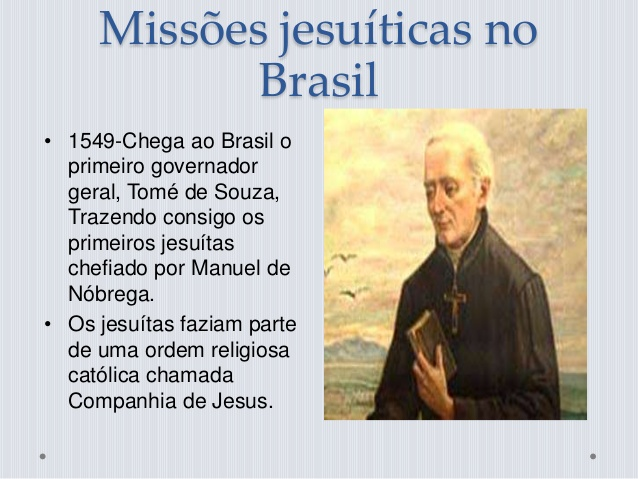 Missões jesuíticas no
Brasil
• 1549-Chega ao Brasil o
primeiro governador
geral, Tomé de Souza,
Trazendo consigo os
primeiros jesuítas
chefiado por Manuel de
Nóbrega.
• Os jesuítas faziam parte
de uma ordem religiosa
católica chamada
Companhia de Jesus.